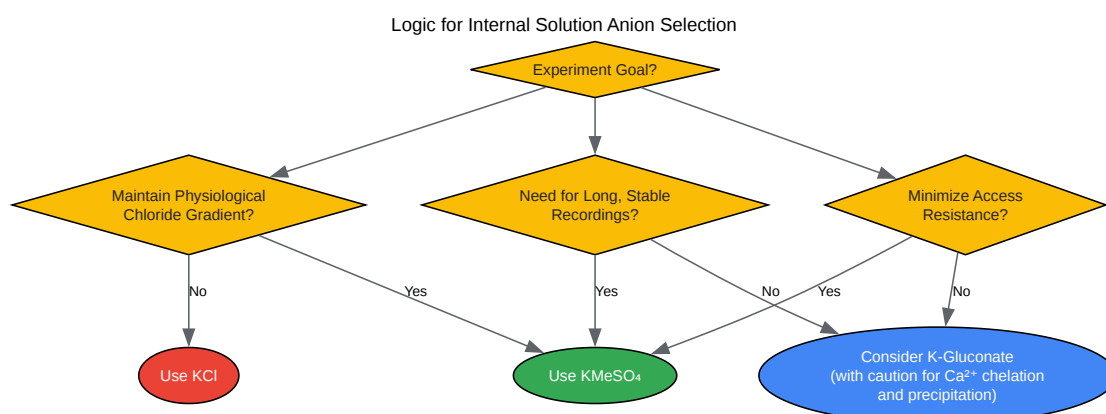 Logic for Internal Solution Anion Selection
Experiment Goal?
Maintain Physiological
Chloride Gradient?
Need for Long, Stable
Recordings?
Minimize Access
Resistance?
No
Yes
Yes
No
Yes
No
Use KCl
Use KMeSO₄
Consider K-Gluconate
(with caution for Ca²⁺ chelation
and precipitation)